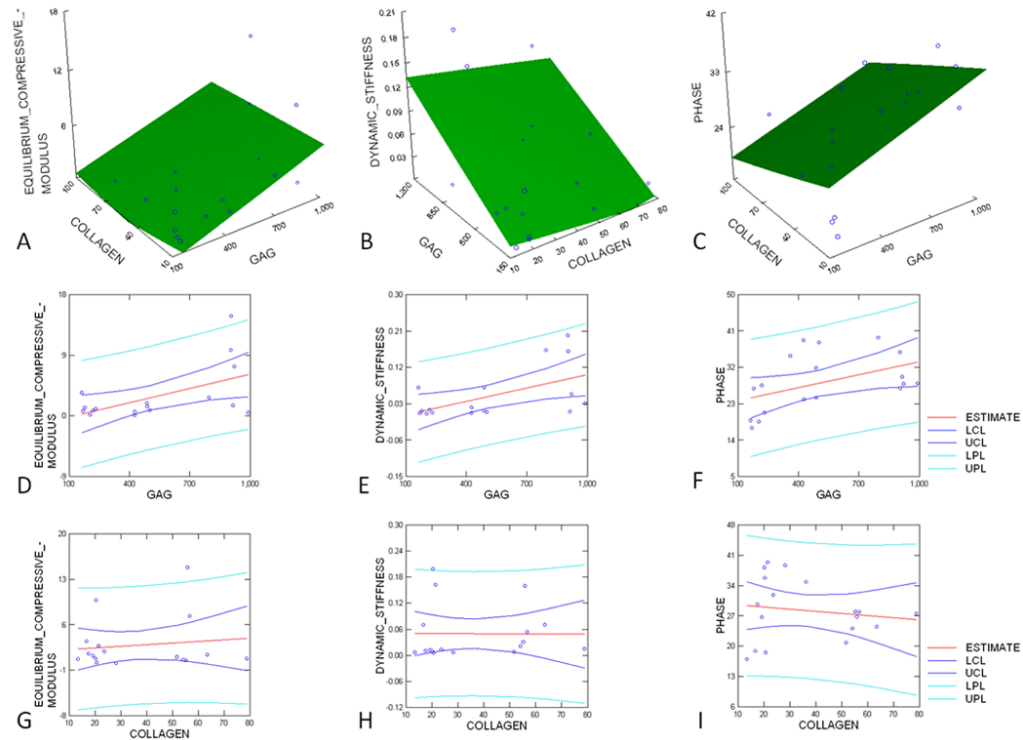 EQUILIBRIUM_COMPRESSIVE_-
MODULUS
18
12
6
100
70
40
10
COLLAGEN
100
400
700
1,000
GAG
A
DYNAMIC_STIFFNESS
0.21
0.18
0.15
0.12
0.09
0.06
0.03
1,200
850
500
150
GAG
10
20
30
40
50
60
70
80
COLLAGEN
B
PHASE
42
33
24
100
70
40
10
COLLAGEN
100
400
700
1,000
GAG
C
EQUILIBRIUM_COMPRESSIVE_-
MODULUS
18
9
0
-9
100 400 700 1,000
GAG
D
DYNAMIC_STIFFNESS
0.30
0.21
0.12
0.03
-0.06
-0.15
100 400 700 1,000
GAG
E
PHASE
50
41
32
23
14
5
100 400 700 1,000
GAG
F
ESTIMATE
LCL
UCL
LPL
UPL
EQUILIBRIUM_COMPRESSIVE_-
MODULUS
20
13
6
-1
-8
10 20 30 40 50 60 70 80
COLLAGEN
G
DYNAMIC_STIFFNESS
0.30
0.24
0.18
0.12
0.06
0.00
-0.06
-0.12
10 20 30 40 50 60 70 80
COLLAGEN
H
PHASE
48
41
34
27
20
13
6
10 20 30 40 50 60 70 80
COLLAGEN
I
ESTIMATE
LCL
UCL
LPL
UPL